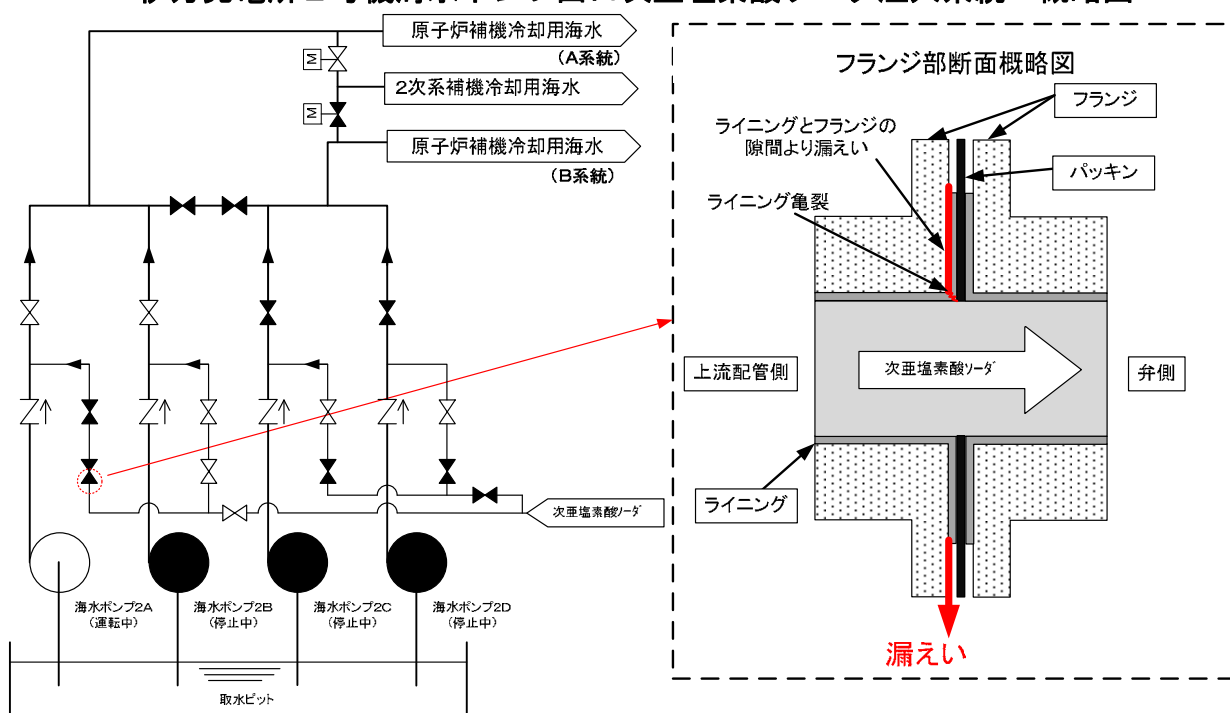 原子炉補機冷却用海水
(A系統)
M
2次系補機冷却用海水
M
原子炉補機冷却用海水
(B系統)
次亜塩素酸ソーダ
海水ポンプ2A
(運転中)
海水ポンプ2B
(停止中)
海水ポンプ2C
(停止中)
海水ポンプ2D
(停止中)
取水ピット
フランジ部断面概略図
フランジ
ライニングとフランジの
隙間より漏えい
パッキン
ライニング亀裂
上流配管側
次亜塩素酸ソーダ
弁側
ライニング
漏えい